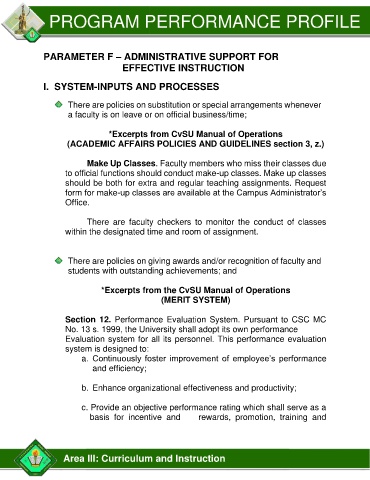 PROGRAM PERFORMANCE PROFILE
PARAMETER F – ADMINISTRATIVE SUPPORT FOR
EFFECTIVE INSTRUCTION
I. SYSTEM-INPUTS AND PROCESSES
There are policies on substitution or special arrangements whenever
a faculty is on leave or on official business/time;
*Excerpts from CvSU Manual of Operations
(ACADEMIC AFFAIRS POLICIES AND GUIDELINES section 3, z.)
Make Up Classes. Faculty members who miss their classes due
to official functions should conduct make-up classes. Make up classes
should be both for extra and regular teaching assignments. Request
form for make-up classes are available at the Campus Administrator's
Office.
There are faculty checkers to monitor the conduct of classes
within the designated time and room of assignment.
There are policies on giving awards and/or recognition of faculty and
students with outstanding achievements; and
*Excerpts from the CvSU Manual of Operations
(MERIT SYSTEM)
Section 12. Performance Evaluation System. Pursuant to CSC MC
No. 13 s. 1999, the University shall adopt its own performance
Evaluation system for all its personnel. This performance evaluation
system is designed to:
a. Continuously foster improvement of employee's performance
and efficiency;
b. Enhance organizational effectiveness and productivity;
c. Provide an objective performance rating which shall serve as a
basis for incentive and rewards, promotion, training and
Area III: Curriculum and Instruction